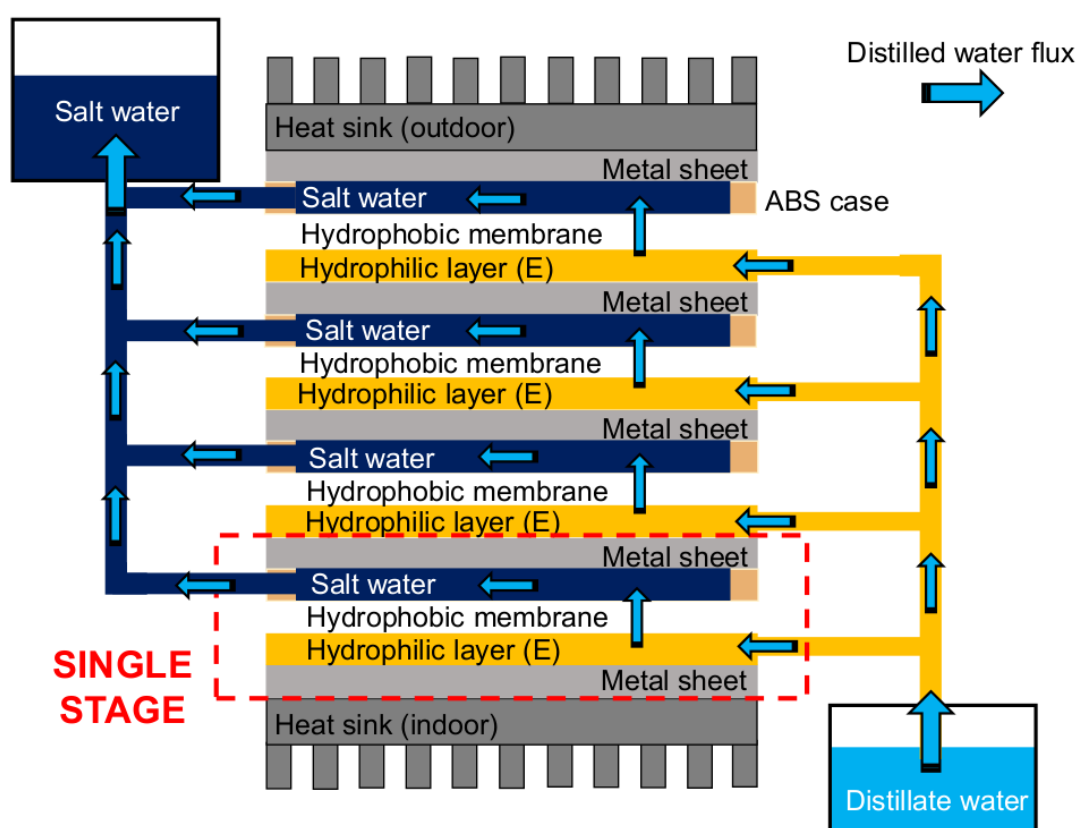 Distilled water flux
Salt water
Heat sink (outdoor)
Metal sheet
Salt water
ABS case
Hydrophobic membrane
Hydrophilic layer (E)
Metal sheet
Salt water
Hydrophobic membrane
Hydrophilic layer (E)
Metal sheet
Salt water
Hydrophobic membrane
Hydrophilic layer (E)
Metal sheet
Salt water
Hydrophobic membrane
Hydrophilic layer (E)
SINGLE
STAGE
Metal sheet
Heat sink (indoor)
Distillate water